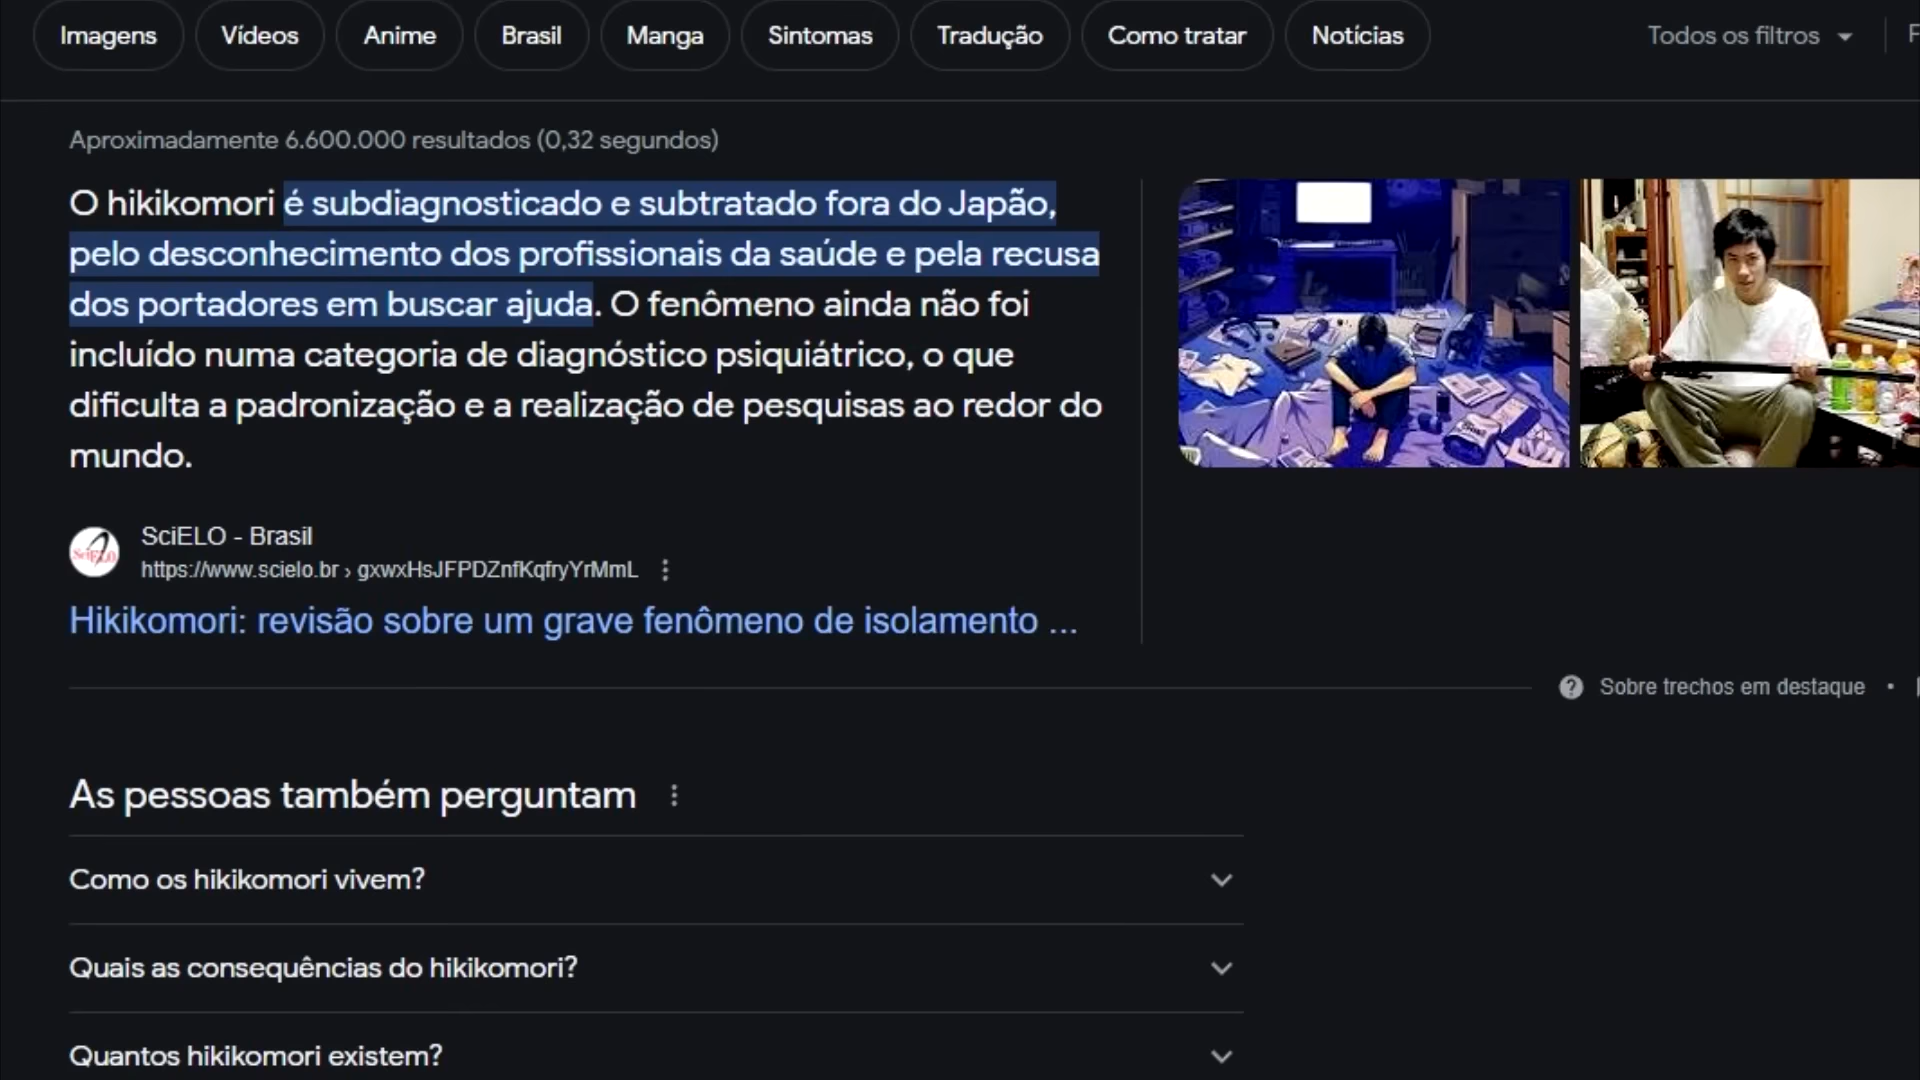 Imagens Vídeos Anime Brasil Manga Sintomas Tradução Como tratar Notícias Todos os filtros
Aproximadamente 6.600.000 resultados (0,32 segundos)
O hikikomori é subdiagnosticado e subtratado fora do Japão,
pelo desconhecimento dos profissionais da saúde e pela recusa
dos portadores em buscar ajuda. O fenômeno ainda não foi
incluído numa categoria de diagnóstico psiquiátrico, o que
dificulta a padronização e a realização de pesquisas ao redor do
mundo.
SciELO
SciELO - Brasil
https://www.scielo.br › gxwxHsJFPDZnfKqfryYrMmL
Hikikomori: revisão sobre um grave fenômeno de isolamento ...
Sobre trechos em destaque •
As pessoas também perguntam
Como os hikikomori vivem?
Quais as consequências do hikikomori?
Quantos hikikomori existem?